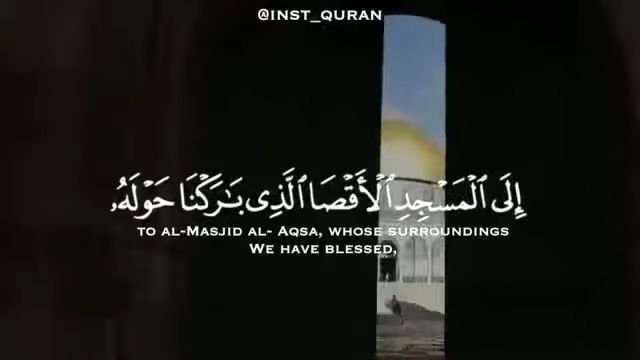 @INST_QURAN
إِلَى ٱلْمَسْجِدِ ٱلْأَقْصَا ٱلَّذِى بَـٰرَكْنَا حَوْلَهُۥ
TO AL-MASJID AL- AQSA, WHOSE SURROUNDINGS
WE HAVE BLESSED,